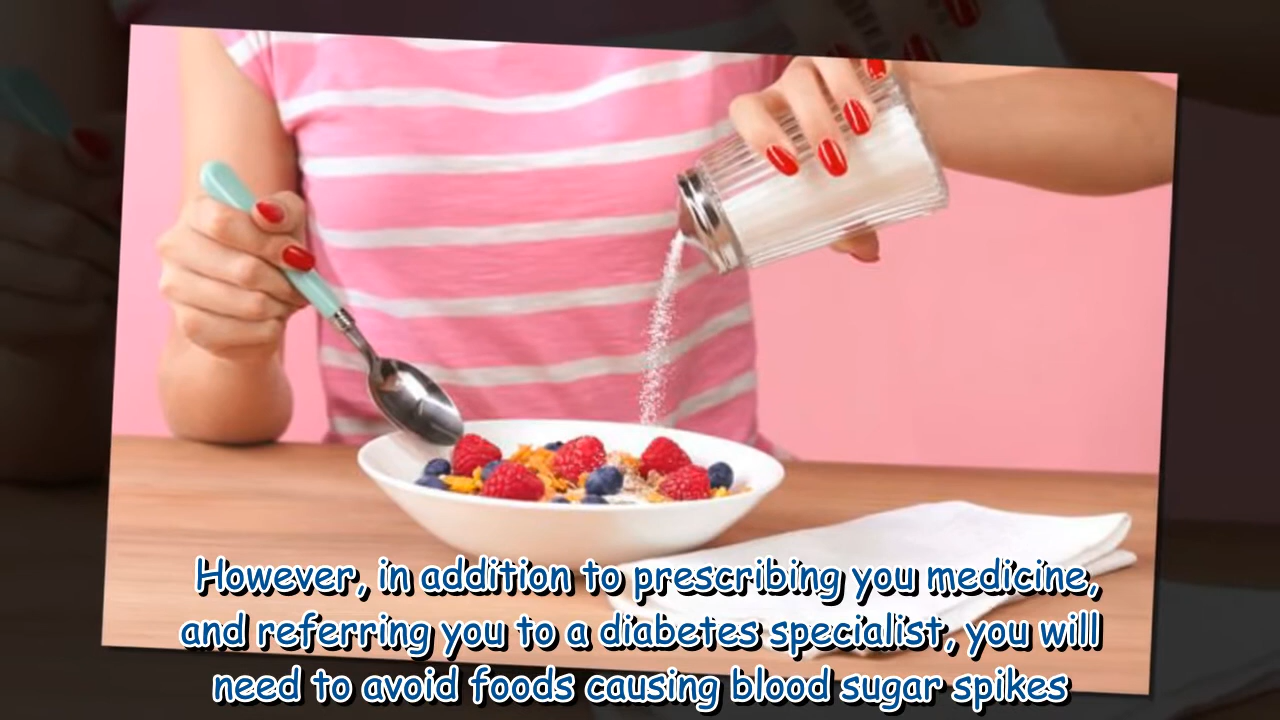 However, in addition to prescribing you medicine,
and referring you to a diabetes specialist, you will
need to avoid foods causing blood sugar spikes